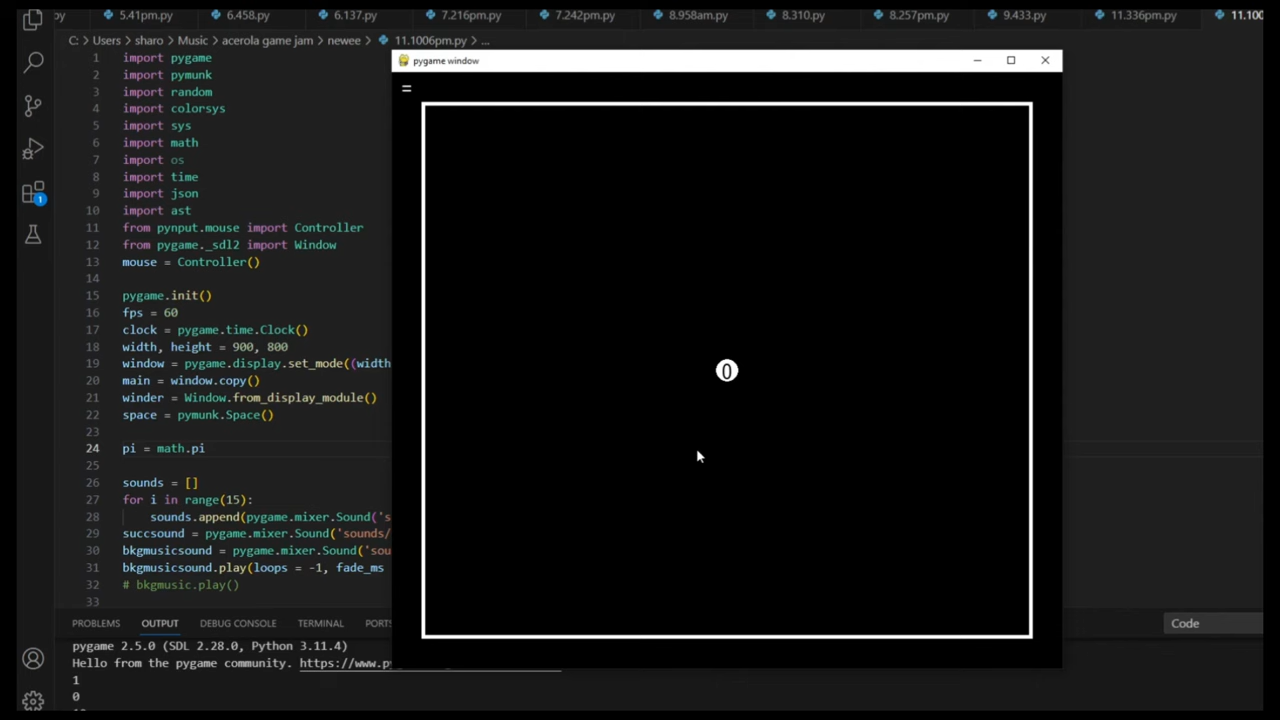 py 5.41pm.py 6.458.py 6.137.py 7.216pm.py 7.242pm.py 8.958am.py 8.310.py 8.257pm.py 9.433.py 11.336pm.py 11.100
C: > Users > sharo > Music > acerola game jam > newee > 11.1006pm.py > ...
pygame window
=
1 import pygame
2 import pymunk
3 import random
4 import colorsys
5 import sys
6 import math
7 import os
8 import time
9 import json
10 import ast
11 from pynput.mouse import Controller
12 from pygame._sdl2 import Window
13 mouse = Controller()
14
15 pygame.init()
16 fps = 60
17 clock = pygame.time.Clock()
18 width, height = 900, 800
19 window = pygame.display.set_mode((width
20 main = window.copy()
21 winder = Window.from_display_module()
22 space = pymunk.Space()
23
24 pi = math.pi
25
26 sounds = []
27 for i in range(15):
28 sounds.append(pygame.mixer.Sound('s
29 succsound = pygame.mixer.Sound('sounds/
30 bkgmusicsound = pygame.mixer.Sound('sou
31 bkgmusicsound.play(loops = -1, fade_ms
32 # bkgmusic.play()
33
0
1
PROBLEMS OUTPUT DEBUG CONSOLE TERMINAL PORTS Code
pygame 2.5.0 (SDL 2.28.0, Python 3.11.4)
Hello from the pygame community. https://www.py
1
0